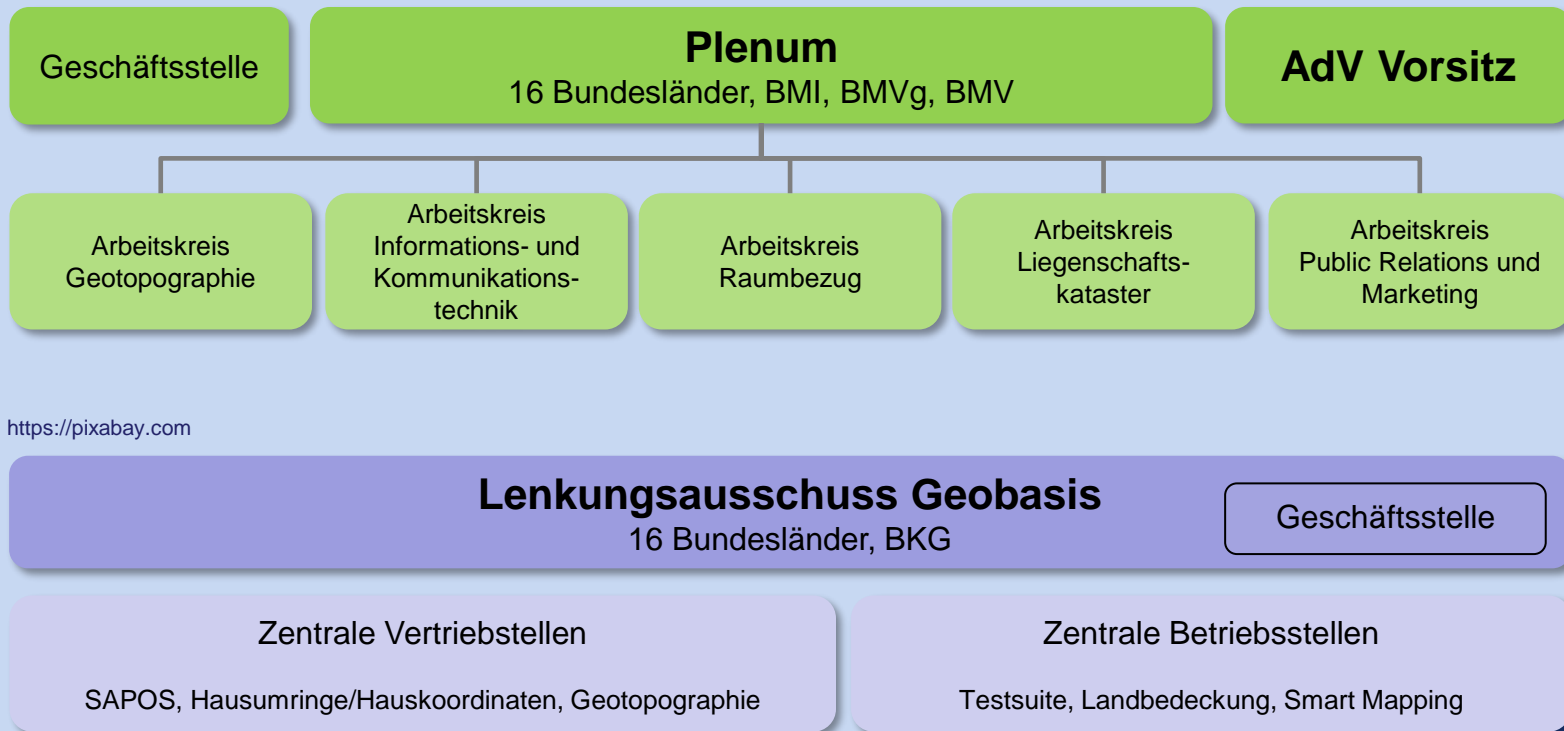 Geschäftsstelle
Plenum
16 Bundesländer, BMI, BMVg, BMV
AdV Vorsitz
Arbeitskreis
Geotopographie
Arbeitskreis
Informations- und
Kommunikations-
technik
Arbeitskreis
Raumbezug
Arbeitskreis
Liegenschafts-
kataster
Arbeitskreis
Public Relations und
Marketing
https://pixabay.com
Lenkungsausschuss Geobasis
16 Bundesländer, BKG
Geschäftsstelle
Zentrale Vertriebstellen
SAPOS, Hausumringe/Hauskoordinaten, Geotopographie
Zentrale Betriebsstellen
Testsuite, Landbedeckung, Smart Mapping